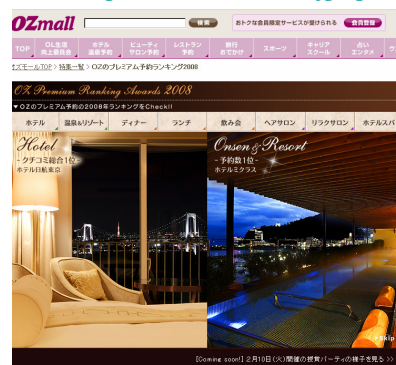 OZmall
検索
おトクな会員限定サービスが受けられる 会員登録
TOP
OL生活
向上委員会
ホテル
温泉予約
ビューティ
サロン予約
レストラン
予約
旅行
おでかけ
スポーツ
キャリア
スクール
占い
エンタメ
オズモールTOP > 特集一覧 > OZのプレミアム予約ランキング2008
OZ Premium Ranking Awards 2008
▼OZのプレミアム予約の2008年ランキングをCheck!!
ホテル
温泉&リゾート
ディナー
ランチ
飲み会
ヘアサロン
リラクサロン
ホテルスパ
Hotel
- クチコミ総合1位 -
ホテル日航東京
Onsen & Resort
- 予約数1位 -
ホテルミクラス
Skip
[Coming soon!] 2月10日(火)開催の授賞パーティの様子を見る >>